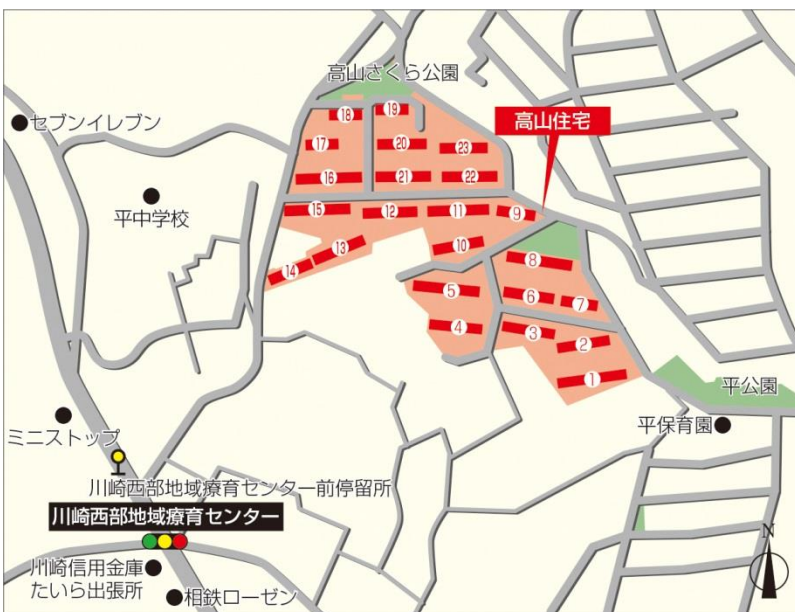 高山さくら公園
セブンイレブン
高山住宅
平中学校
18
19
17
20
23
16
21
22
15
12
11
9
14
13
10
8
5
6
7
4
3
2
1
平公園
平保育園
ミニストップ
川崎西部地域療育センター前停留所
川崎西部地域療育センター
川崎信用金庫
たいら出張所
相鉄ローゼン
N